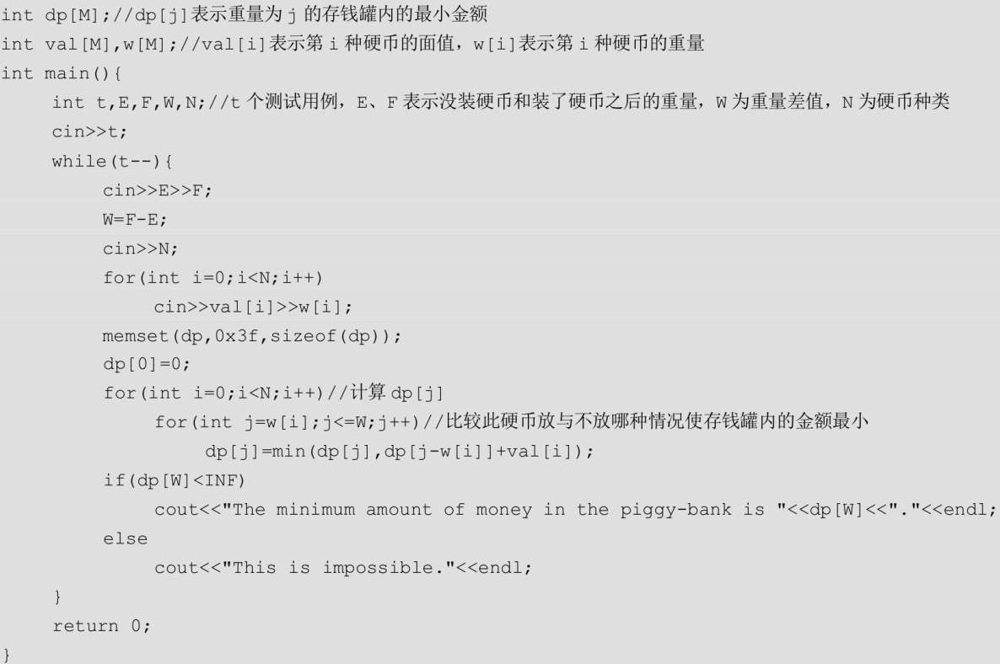 int dp[M];//dp[j]表示重量为 j 的存钱罐内的最小金额
int val[M],w[M];//val[i]表示第 i 种硬币的面值，w[i]表示第 i 种硬币的重量
int main(){
int t,E,F,W,N;//t 个测试用例，E、F 表示没装硬币和装了硬币之后的重量，W 为重量差值，N 为硬币种类
cin>>t;
while(t--){
cin>>E>>F;
W=F-E;
cin>>N;
for(int i=0;i<N;i++)
cin>>val[i]>>w[i];
memset(dp,0x3f,sizeof(dp));
dp[0]=0;
for(int i=0;i<N;i++)//计算 dp[j]
for(int j=w[i];j<=W;j++)//比较此硬币放与不放哪种情况使存钱罐内的金额最小
dp[j]=min(dp[j],dp[j-w[i]]+val[i]);
if(dp[W]<INF)
cout<<"The minimum amount of money in the piggy-bank is "<<dp[W]<<"."<<endl;
else
cout<<"This is impossible."<<endl;
}
return 0;
}